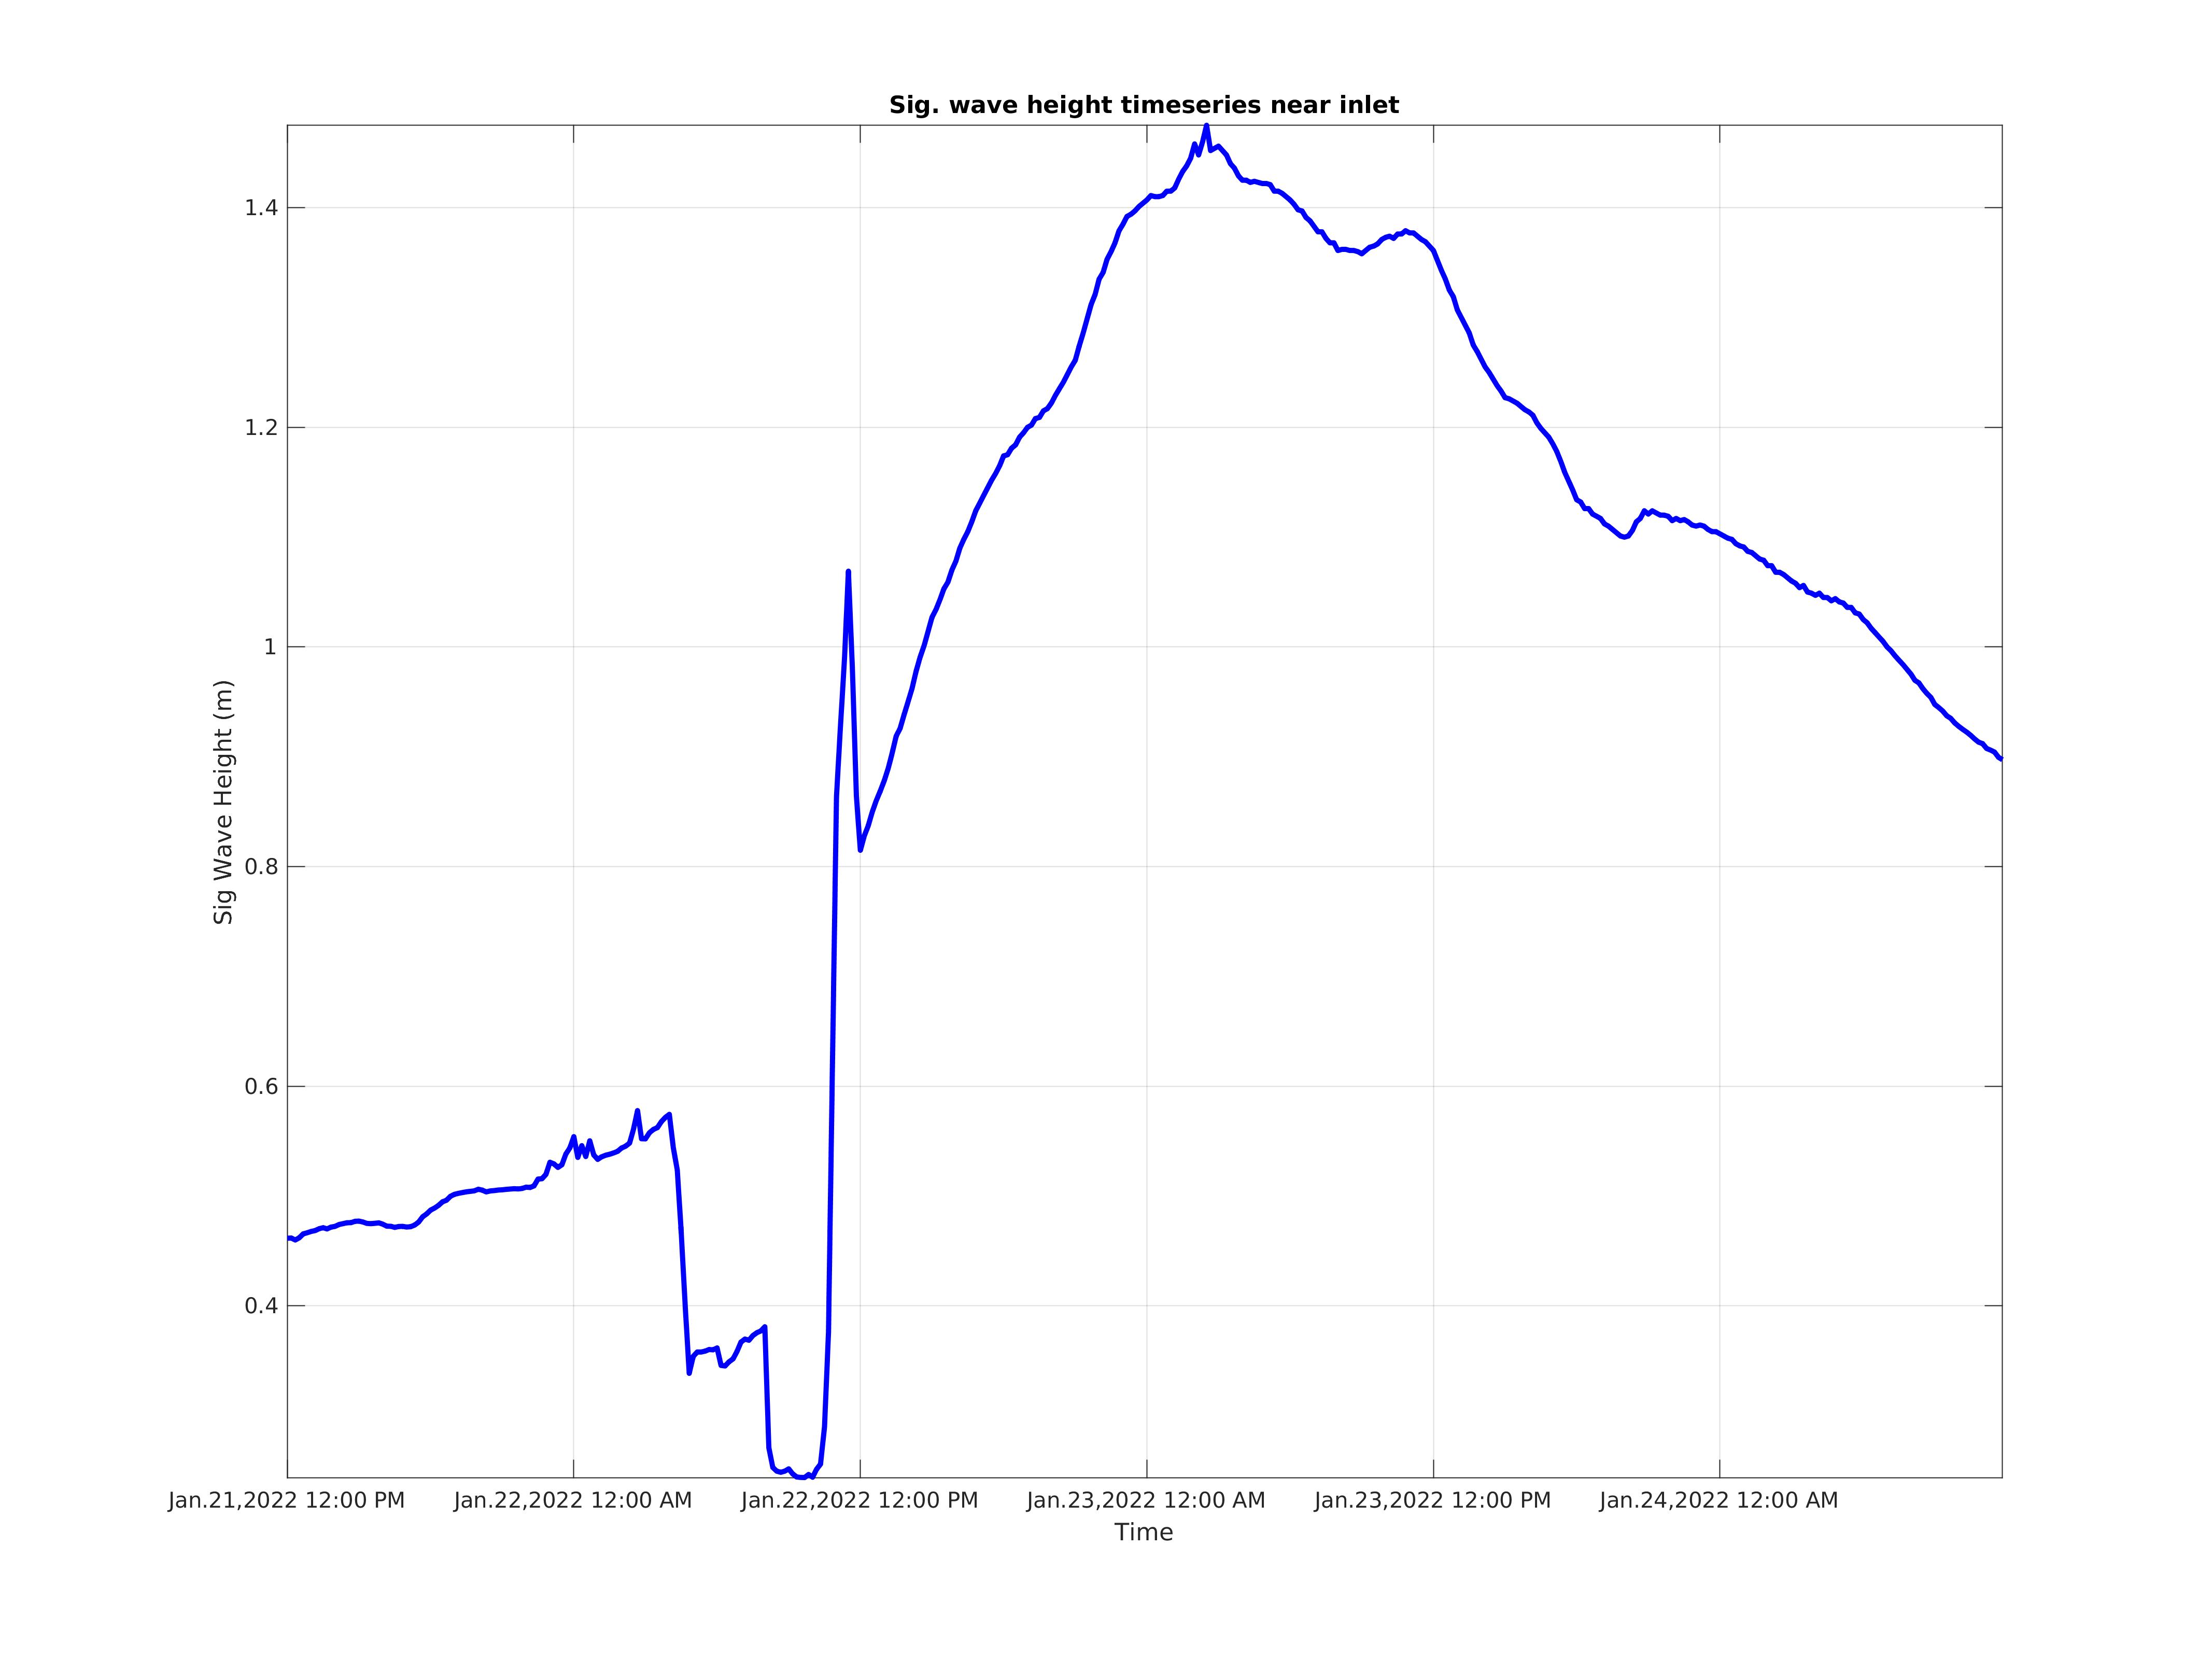 Sig. wave height timeseries near inlet
1.4
1.2
1
0.8
0.6
0.4
Sig Wave Height (m)
Jan.21,2022 12:00 PM
Jan.22,2022 12:00 AM
Jan.22,2022 12:00 PM
Jan.23,2022 12:00 AM
Jan.23,2022 12:00 PM
Jan.24,2022 12:00 AM
Time